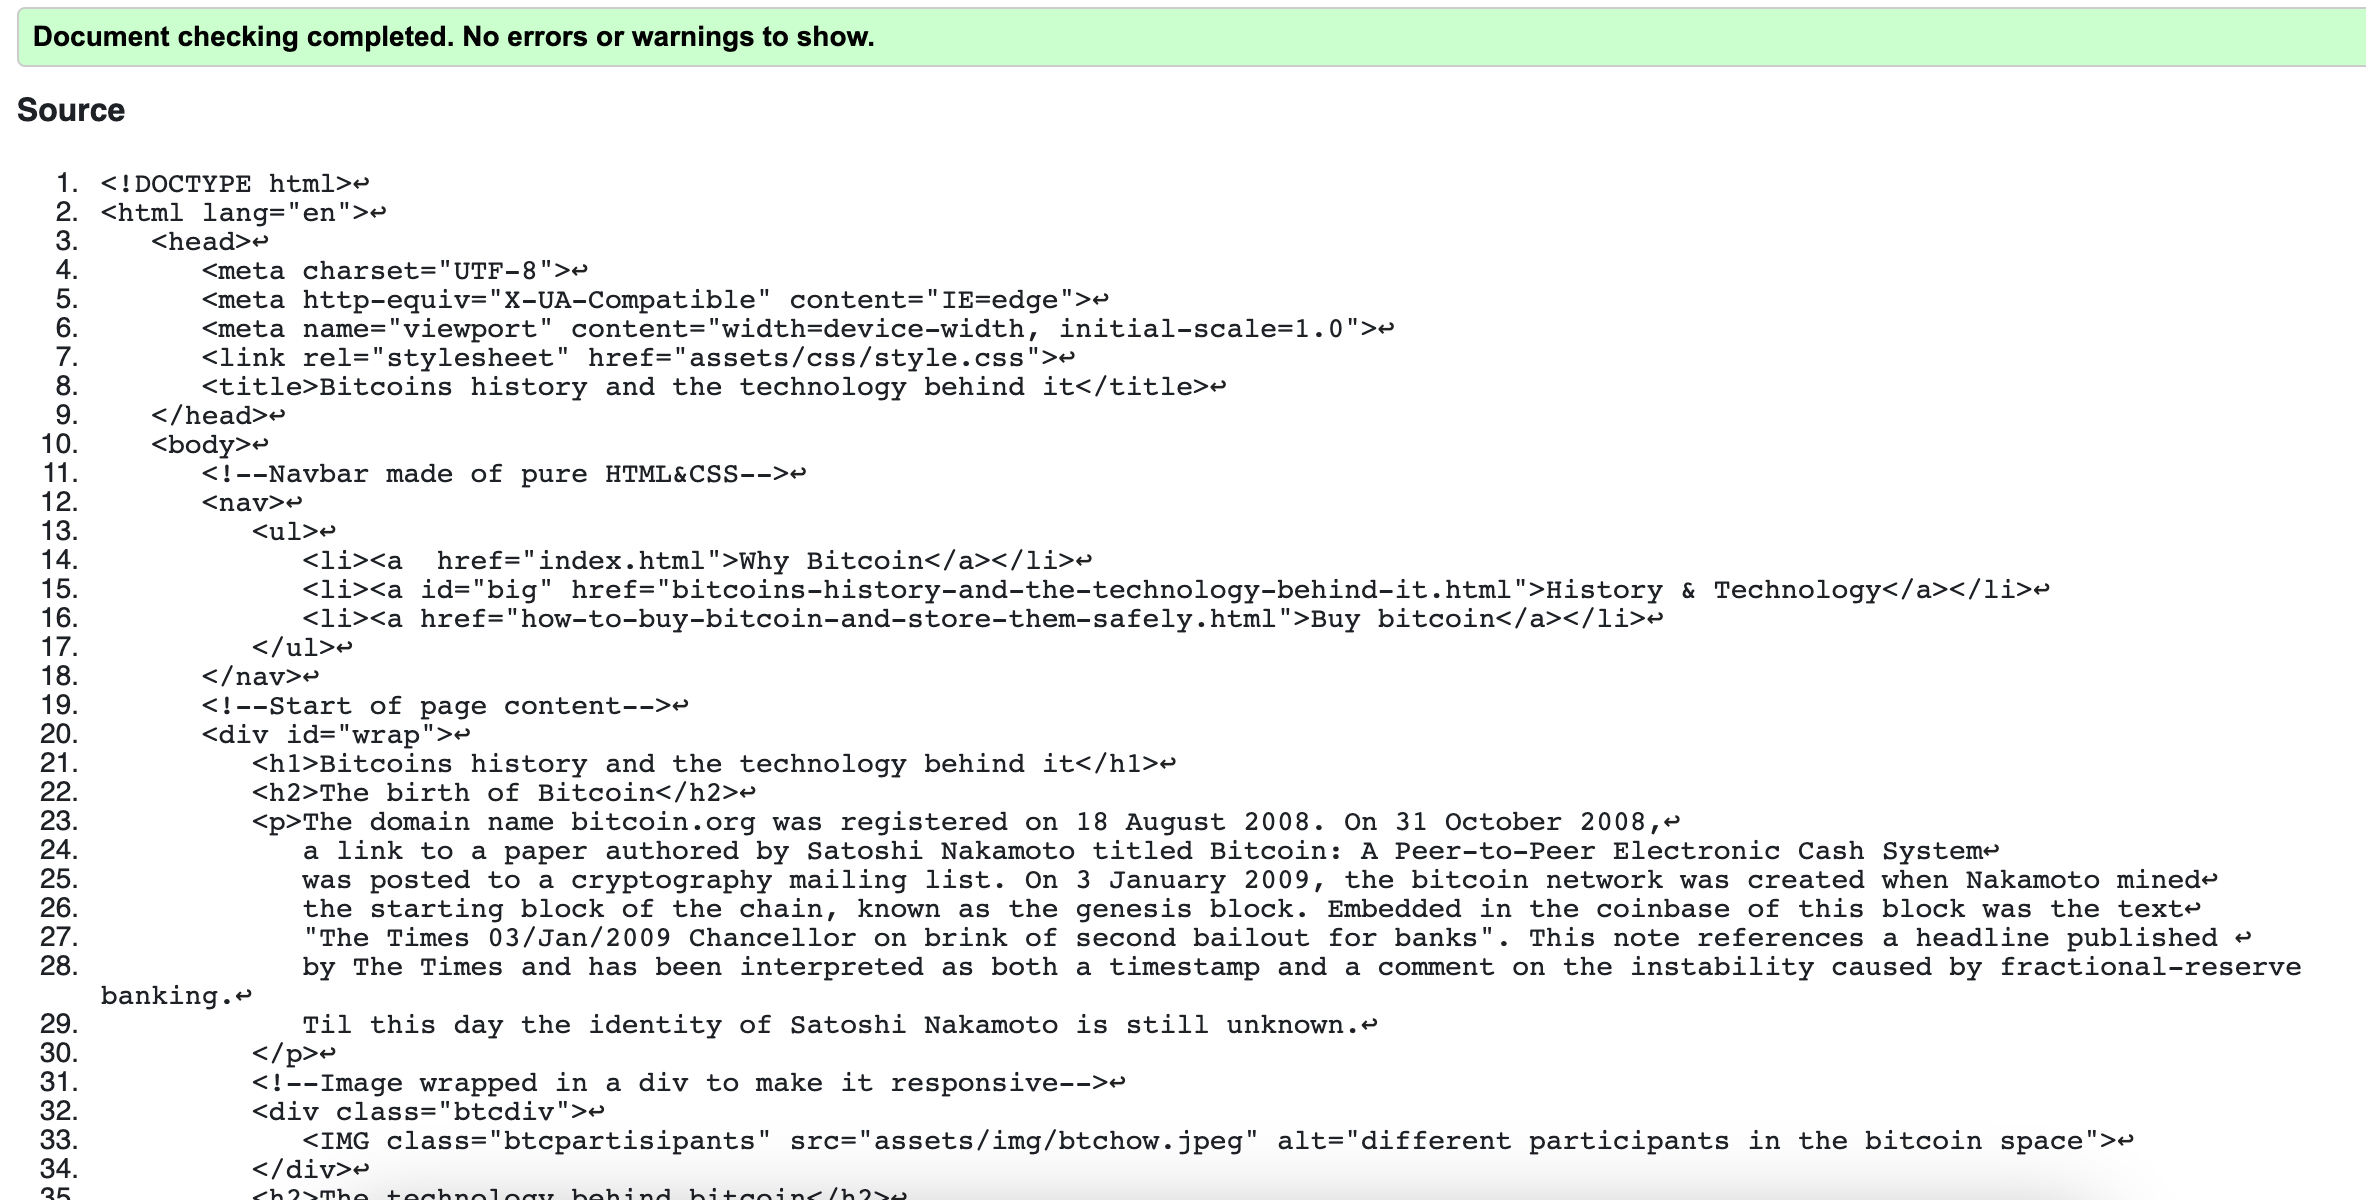 Document checking completed. No errors or warnings to show.
Source
1. <!DOCTYPE html>↩
2. <html lang="en">↩
3.    <head>↩
4.       <meta charset="UTF-8">↩
5.       <meta http-equiv="X-UA-Compatible" content="IE=edge">↩
6.       <meta name="viewport" content="width=device-width, initial-scale=1.0">↩
7.       <link rel="stylesheet" href="assets/css/style.css">↩
8.       <title>Bitcoins history and the technology behind it</title>↩
9.    </head>↩
10.    <body>↩
11.       <!--Navbar made of pure HTML&CSS-->↩
12.       <nav>↩
13.          <ul>↩
14.             <li><a  href="index.html">Why Bitcoin</a></li>↩
15.             <li><a id="big" href="bitcoins-history-and-the-technology-behind-it.html">History & Technology</a></li>↩
16.             <li><a href="how-to-buy-bitcoin-and-store-them-safely.html">Buy bitcoin</a></li>↩
17.          </ul>↩
18.       </nav>↩
19.       <!--Start of page content-->↩
20.       <div id="wrap">↩
21.          <h1>Bitcoins history and the technology behind it</h1>↩
22.          <h2>The birth of Bitcoin</h2>↩
23.          <p>The domain name bitcoin.org was registered on 18 August 2008. On 31 October 2008,↩
24.             a link to a paper authored by Satoshi Nakamoto titled Bitcoin: A Peer-to-Peer Electronic Cash System↩
25.             was posted to a cryptography mailing list. On 3 January 2009, the bitcoin network was created when Nakamoto mined↩
26.             the starting block of the chain, known as the genesis block. Embedded in the coinbase of this block was the text↩
27.             "The Times 03/Jan/2009 Chancellor on brink of second bailout for banks". This note references a headline published ↩
28.             by The Times and has been interpreted as both a timestamp and a comment on the instability caused by fractional-reserve
banking.↩
29.             Til this day the identity of Satoshi Nakamoto is still unknown.↩
30.          </p>↩
31.          <!--Image wrapped in a div to make it responsive-->↩
32.          <div class="btcdiv">↩
33.             <IMG class="btcpartisipants" src="assets/img/btchow.jpeg" alt="different participants in the bitcoin space">↩
34.          </div>↩
35.          <h2>The technology behind bitcoin</h2>↩